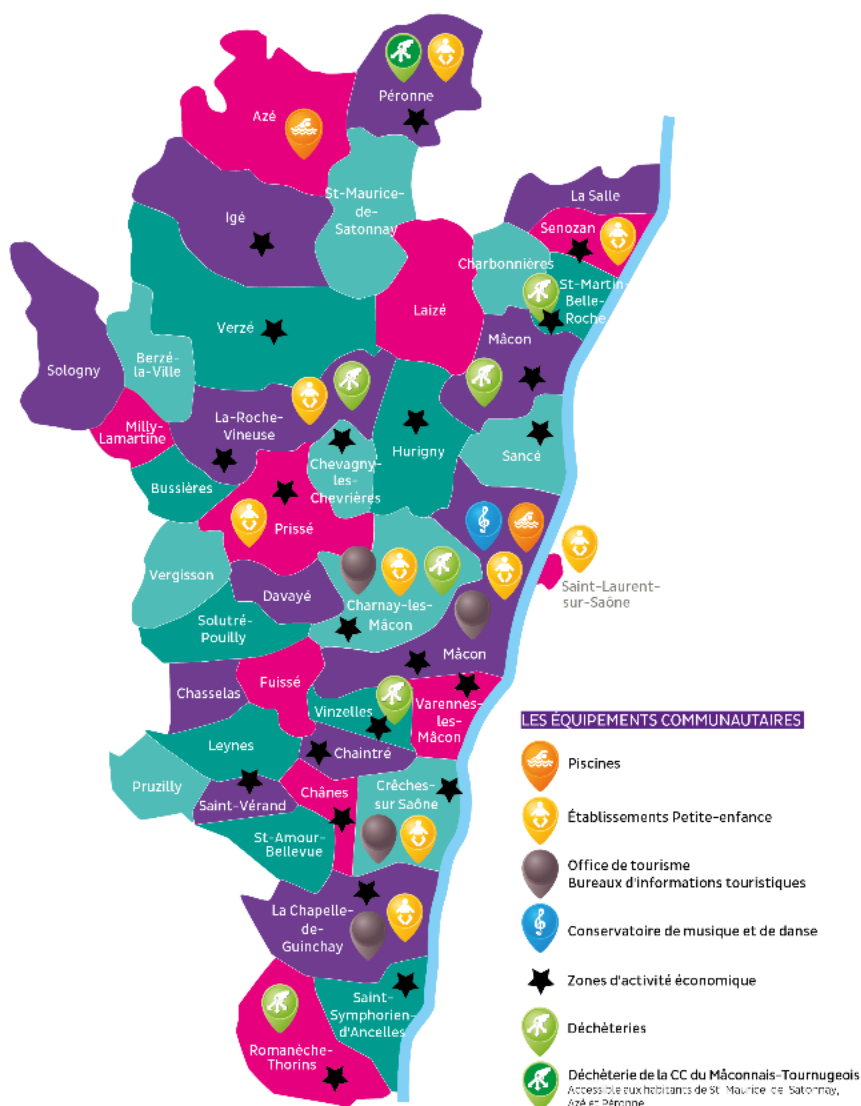 Péronne
Azé
La Salle
St-Maurice-
de-
Satonnay
Igé
Senozan
Charbonnières
St-Martin-
Belle-
Roche
Laizé
Verzé
Mâcon
Sologny
Berzé-
la-Ville
La-Roche-
Vineuse
Milly-
Lamartine
Hurigny
Sancé
Chevagny-
les-
Chevrières
Bussières
Prissé
Vergisson
Davayé
Charnay-les-
Mâcon
Saint-Laurent-
sur-Saône
Solutré-
Pouilly
Mâcon
Fuissé
Chasselas
Vinzelles
Varennes-
les-
Mâcon
Leynes
Chaintré
Pruzilly
Saint-Vérand
Chânes
Crêches-
sur Saône
St-Amour-
Bellevue
La Chapelle-
de-
Guinchay
Saint-
Symphorien-
d'Ancelles
Romanèche-
Thorins
LES ÉQUIPEMENTS COMMUNAUTAIRES
Piscines
Établissements Petite-enfance
Office de tourisme
Bureaux d'informations touristiques
Conservatoire de musique et de danse
Zones d'activité économique
Déchèteries
Déchèterie de la CC du Mâconnais-Tournugeois
Accessible aux habitants de St Maurice de Satonnay,
Azé et Péronne